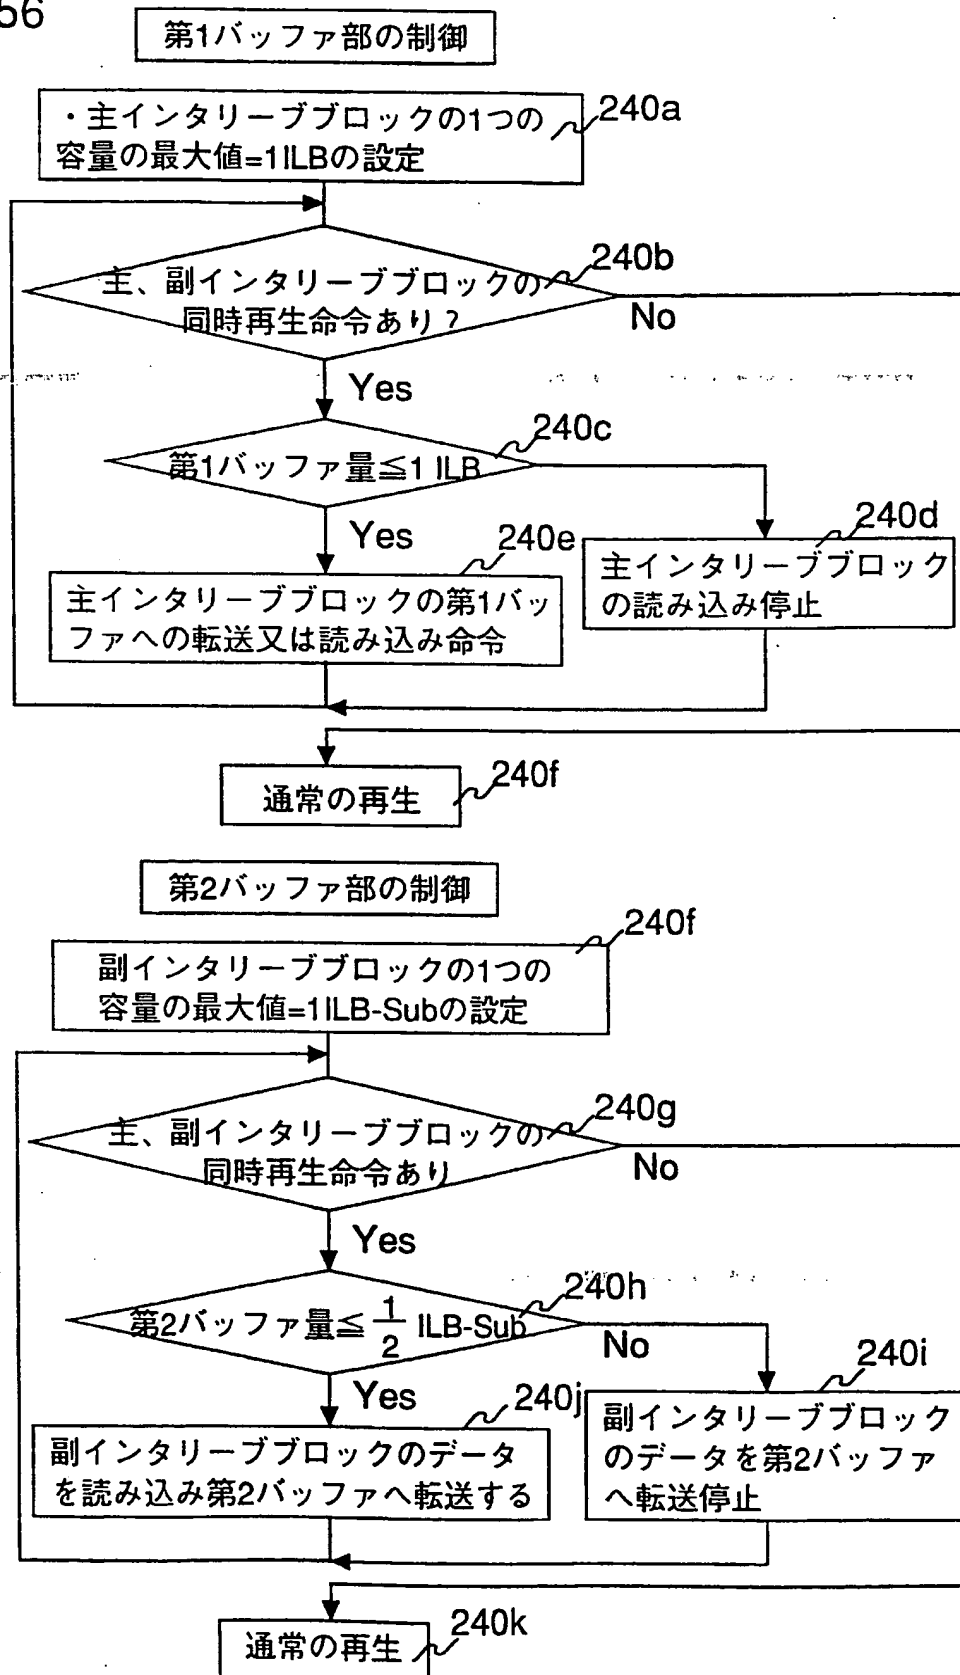 56
第1バッファ部の制御
・主インタリーブブロックの1つの
容量の最大値=1ILBの設定
240a
主、副インタリーブブロックの
同時再生命令あり?
240b
No
Yes
第1バッファ量≦1 ILB
240c
Yes
240d
主インタリーブブロック
の読み込み停止
240e
主インタリーブブロックの第1バッ
ファへの転送又は読み込み命令
通常の再生
240f
第2バッファ部の制御
240f
副インタリーブブロックの1つの
容量の最大値=1ILB-Subの設定
主、副インタリーブブロックの
同時再生命令あり
240g
No
Yes
第2バッファ量≦ 1/2 ILB-Sub
240h
No
Yes
240i
副インタリーブブロック
のデータを第2バッファ
へ転送停止
240j
副インタリーブブロックのデータ
を読み込み第2バッファへ転送する
通常の再生
240k